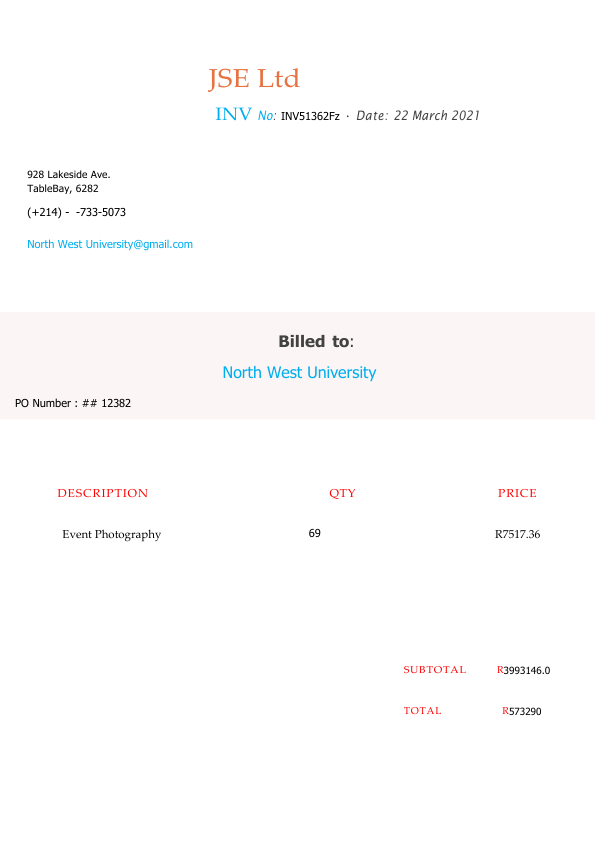 JSE Ltd
INV No: INV51362Fz · Date: 22 March 2021
928 Lakeside Ave.
TableBay, 6282
(+214) - -733-5073
North West University@gmail.com
Billed to:
North West University
PO Number : ## 12382
DESCRIPTION QTY PRICE
Event Photography 69 R7517.36
SUBTOTAL R3993146.0
TOTAL R573290